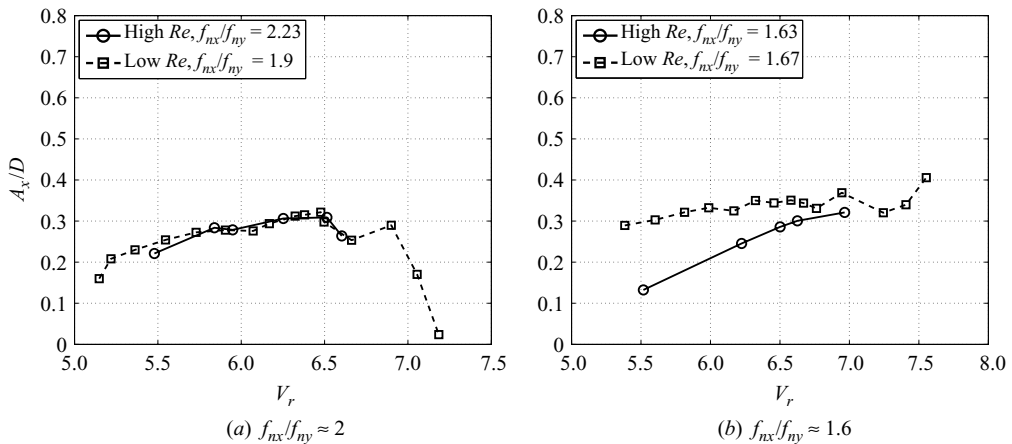 0.8
0.7
0.6
0.5
0.4
0.3
0.2
0.1
0
A_x/D
5.0 5.5 6.0 6.5 7.0 7.5
V_r
High Re, f_nx/f_ny = 2.23
Low Re, f_nx/f_ny = 1.9
(a) f_nx/f_ny ≈ 2
0.8
0.7
0.6
0.5
0.4
0.3
0.2
0.1
0
5.0 5.5 6.0 6.5 7.0 7.5 8.0
V_r
High Re, f_nx/f_ny = 1.63
Low Re, f_nx/f_ny = 1.67
(b) f_nx/f_ny ≈ 1.6